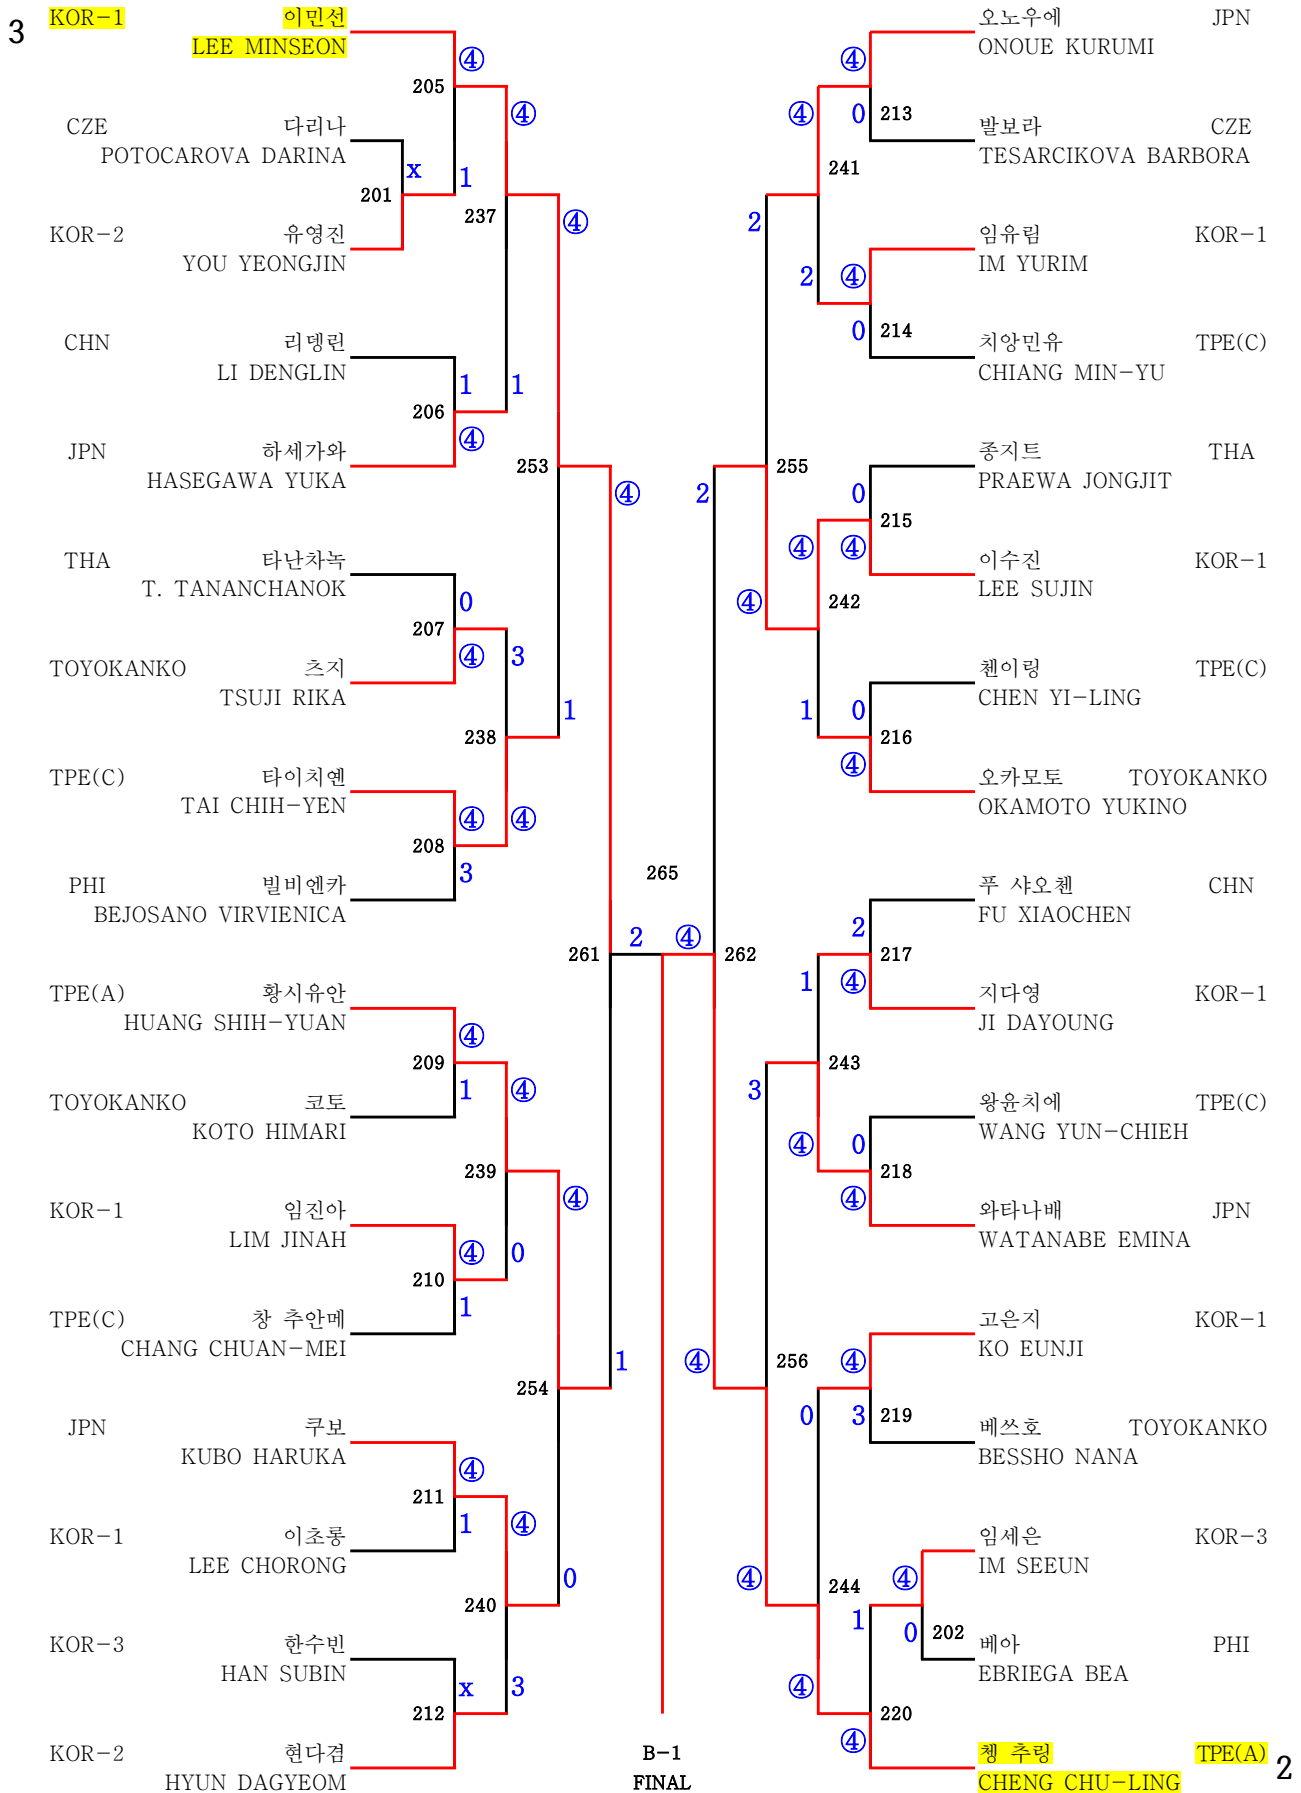 3
KOR-1 이민선
LEE MINSEON
④
205
④
CZE 다리나
POTOCAROVA DARINA
x
201
1
237
④
KOR-2 유영진
YOU YEONGJIN
CHN 리뎅린
LI DENGLIN
1
1
206
④
JPN 하세가와
HASEGAWA YUKA
253
④
THA 타난차녹
T. TANANCHANOK
0
207
④
3
TOYOKANKO 츠지
TSUJI RIKA
1
238
TPE(C) 타이치옌
TAI CHIH-YEN
④
④
208
3
PHI 빌비엔카
BEJOSANO VIRVIENICA
261
2
TPE(A) 황시유안
HUANG SHIH-YUAN
④
209
1
④
TOYOKANKO 코토
KOTO HIMARI
239
④
KOR-1 임진아
LIM JINAH
④
0
210
1
TPE(C) 창 추안메
CHANG CHUAN-MEI
1
254
JPN 쿠보
KUBO HARUKA
④
211
1
④
KOR-1 이초롱
LEE CHORONG
0
240
KOR-3 한수빈
HAN SUBIN
x
3
212
KOR-2 현다겸
HYUN DAGYEOM
265
B-1
FINAL
오노우에 JPN
ONOUE KURUMI
④
④
0
213
발보라 CZE
TESARCIKOVA BARBORA
241
2
임유림 KOR-1
IM YURIM
2
④
0
214
치앙민유 TPE(C)
CHIANG MIN-YU
종지트 THA
PRAEWA JONGJIT
255
2
0
215
④
④
이수진 KOR-1
LEE SUJIN
④
242
첸이링 TPE(C)
CHEN YI-LING
1
0
216
④
오카모토 TOYOKANKO
OKAMOTO YUKINO
푸 샤오첸 CHN
FU XIAOCHEN
2
④
262
217
1
④
지다영 KOR-1
JI DAYOUNG
243
3
왕윤치에 TPE(C)
WANG YUN-CHIEH
④
0
218
④
와타나배 JPN
WATANABE EMINA
고은지 KOR-1
KO EUNJI
④
256
④
0
3
219
베쓰호 TOYOKANKO
BESSHO NANA
임세은 KOR-3
IM SEEUN
④
244
④
1
0
202
베아 PHI
EBRIEGA BEA
④
220
④
쳉 추링 TPE(A)
CHENG CHU-LING
2